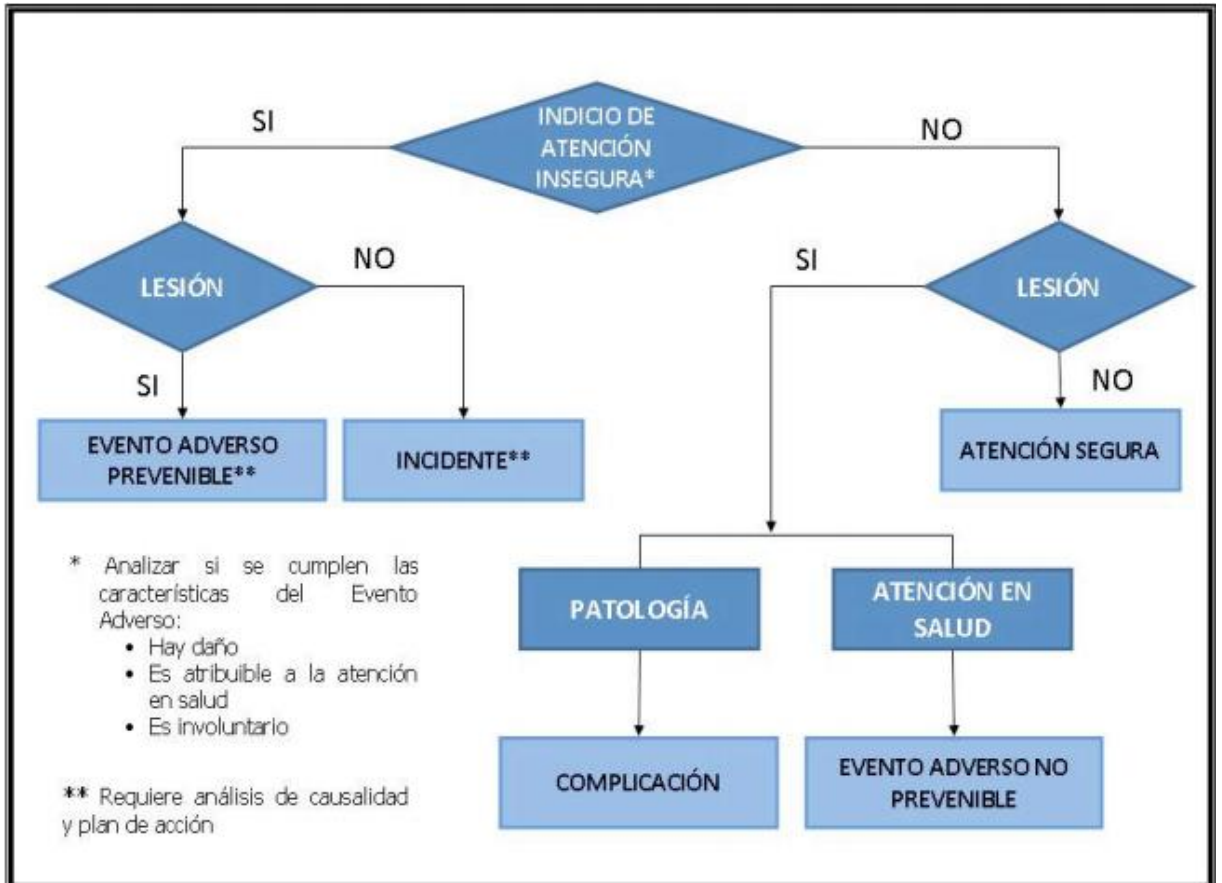 INDICIO DE
ATENCIÓN
INSEGURA*
SI
NO
LESIÓN
NO
SI
LESIÓN
SI
NO
EVENTO ADVERSO
PREVENIBLE**
INCIDENTE**
ATENCIÓN SEGURA
* Analizar si se cumplen las
características del Evento
Adverso:
• Hay daño
• Es atribuible a la atención
en salud
• Es involuntario
PATOLOGÍA
ATENCIÓN EN
SALUD
COMPLICACIÓN
EVENTO ADVERSO NO
PREVENIBLE
** Requiere análisis de causalidad
y plan de acción